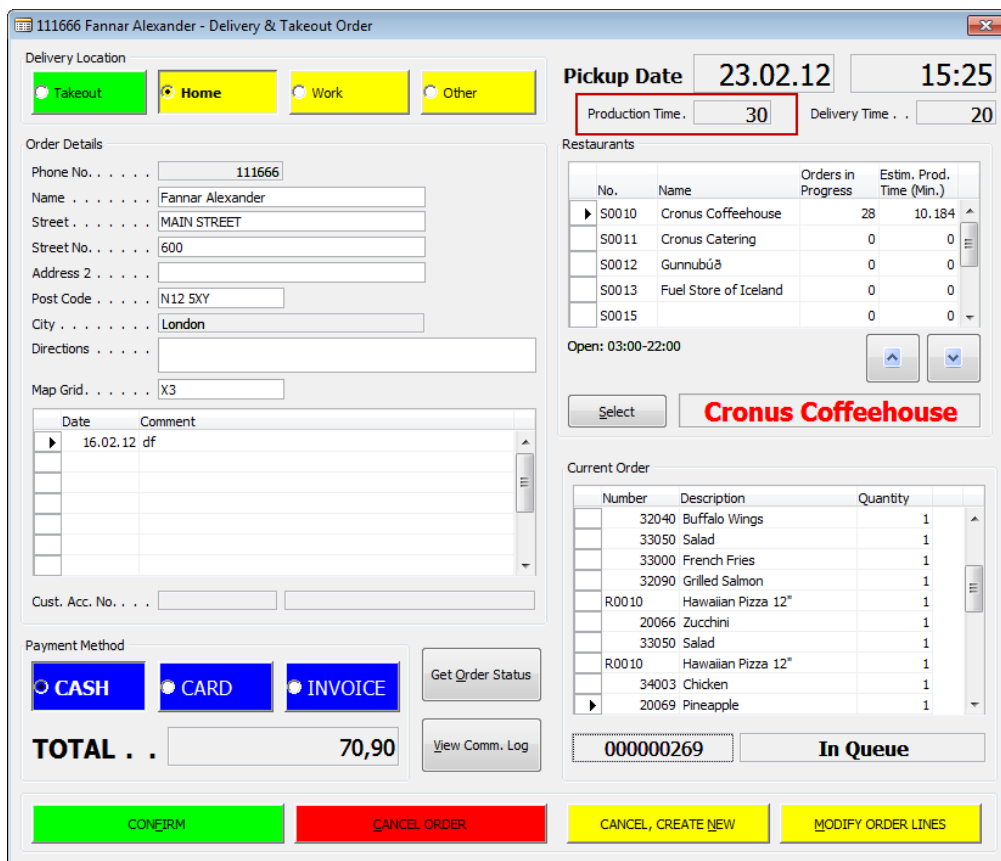 111666 Fannar Alexander - Delivery & Takeout Order
Delivery Location
Takeout
Home
Work
Other
Pickup Date 23.02.12 15:25
Production Time. 30 Delivery Time . . 20
Order Details
Phone No. . . . . . 111666
Name . . . . . . . Fannar Alexander
Street . . . . . . . MAIN STREET
Street No. . . . . . 600
Address 2 . . . . .
Post Code . . . . . N12 5XY
City . . . . . . . . London
Directions . . . . .
Map Grid. . . . . . X3
Date Comment
16.02.12 df
Cust. Acc. No. . . .
Restaurants
No. Name Orders in Progress Estim. Prod. Time (Min.)
S0010 Cronus Coffeehouse 28 10.184
S0011 Cronus Catering 0 0
S0012 Gunnubúð 0 0
S0013 Fuel Store of Iceland 0 0
S0015 0 0
Open: 03:00-22:00
Select
Cronus Coffeehouse
Current Order
Number Description Quantity
32040 Buffalo Wings 1
33050 Salad 1
33000 French Fries 1
32090 Grilled Salmon 1
R0010 Hawaiian Pizza 12" 1
20066 Zucchini 1
33050 Salad 1
R0010 Hawaiian Pizza 12" 1
34003 Chicken 1
20069 Pineapple 1
000000269 In Queue
Payment Method
CASH
CARD
INVOICE
TOTAL . . 70,90
Get Order Status
View Comm. Log
CONFIRM
CANCEL ORDER
CANCEL, CREATE NEW
MODIFY ORDER LINES